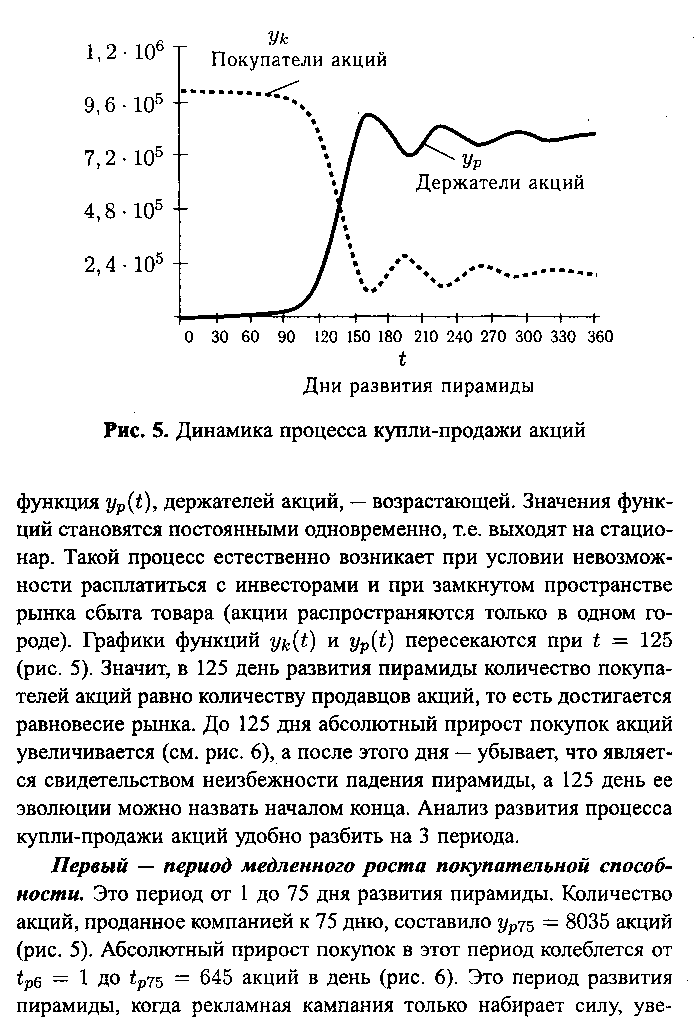 yk
Покупатели акций
1,2 · 10⁶
9,6 · 10⁵
7,2 · 10⁵
4,8 · 10⁵
2,4 · 10⁵
yp
Держатели акций
0 30 60 90 120 150 180 210 240 270 300 330 360
t
Дни развития пирамиды
Рис. 5. Динамика процесса купли-продажи акций
функция yp(t), держателей акций, — возрастающей. Значения функ-
ций становятся постоянными одновременно, т.е. выходят на стацио-
нар. Такой процесс естественно возникает при условии невозмож-
ности расплатиться с инвесторами и при замкнутом пространстве
рынка сбыта товара (акции распространяются только в одном го-
роде). Графики функций yk(t) и yp(t) пересекаются при t = 125
(рис. 5). Значит, в 125 день развития пирамиды количество покупа-
телей акций равно количеству продавцов акций, то есть достигается
равновесие рынка. До 125 дня абсолютный прирост покупок акций
увеличивается (см. рис. 6), а после этого дня — убывает, что являет-
ся свидетельством неизбежности падения пирамиды, а 125 день ее
эволюции можно назвать началом конца. Анализ развития процесса
купли-продажи акций удобно разбить на 3 периода.
Первый — период медленного роста покупательной способ-
ности. Это период от 1 до 75 дня развития пирамиды. Количество
акций, проданное компанией к 75 дню, составило yp75 = 8035 акций
(рис. 5). Абсолютный прирост покупок в этот период колеблется от
tp6 = 1 до tp75 = 645 акций в день (рис. 6). Это период развития
пирамиды, когда рекламная кампания только набирает силу, уве-